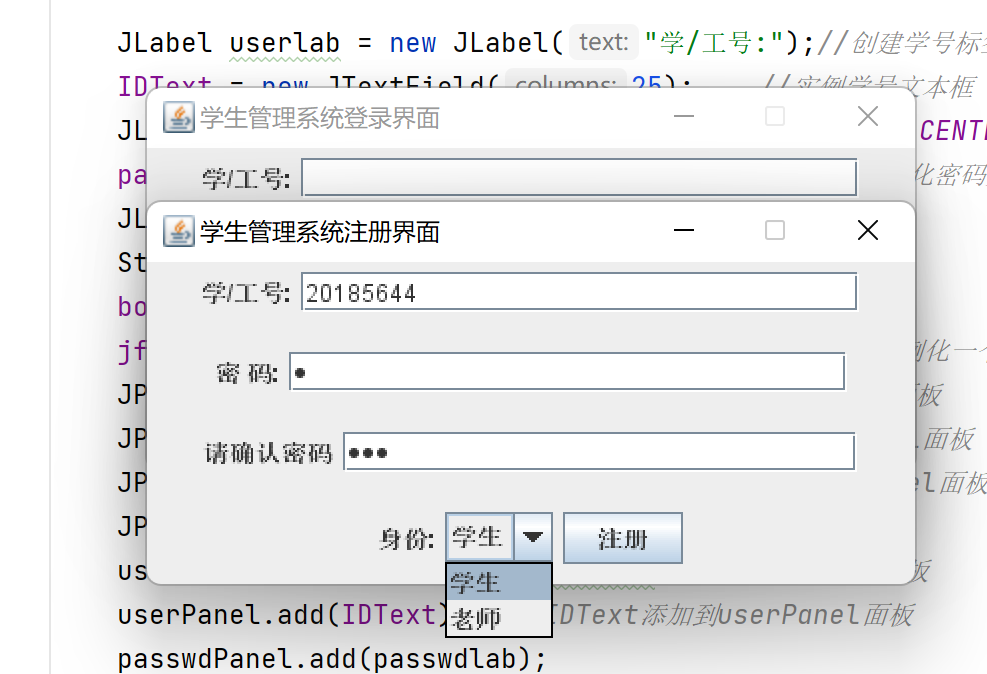 JLabel userlab = new JLabel( text: "学/工号:");//创建学号标
IDText = new JTextField( columns: 25); //实例学号文本框
学生管理系统登录界面
JL
CENT
学/工号:
pa
化密码
JL
学生管理系统注册界面
St
学/工号: 20185644
bo
jf
例化一个
密 码: ●
JP
面板
JP
面板
请确认密码 ●●●
JP
el面板
身份: 学生 注册
JP
学生
us
板
老师
userPanel.add(IDText) IDText添加到userPanel面板
passwdPanel.add(passwdlab);